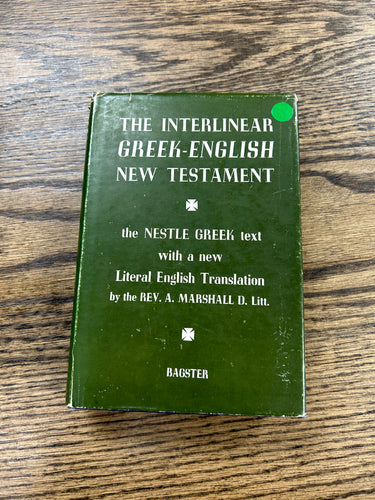 THE INTERLINEAR
GREEK-ENGLISH
NEW TESTAMENT
the NESTLE GREEK text
with a new
Literal English Translation
by the REV. A. MARSHALL D. Litt.
BAGSTER